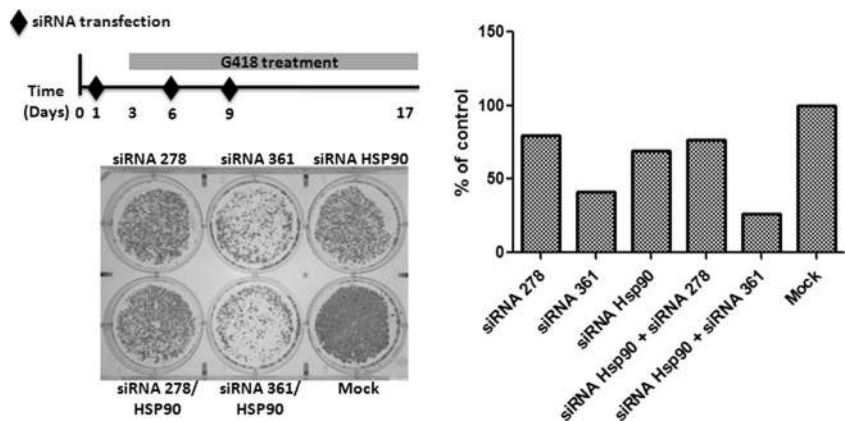 siRNA transfection
G418 treatment
Time
(Days)
0 1 3 6 9 17
siRNA 278 siRNA 361 siRNA HSP90
siRNA 278/
HSP90
siRNA 361/
HSP90
Mock
% of control
150
100
50
0
siRNA 278
siRNA 361
siRNA Hsp90
siRNA Hsp90 + siRNA 278
siRNA Hsp90 + siRNA 361
Mock